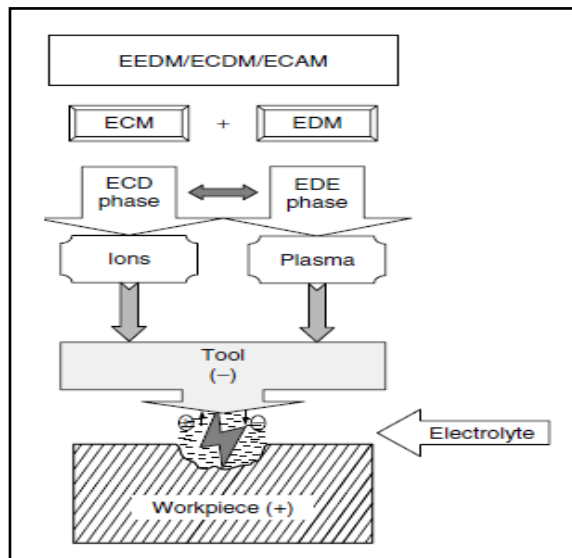 EEDM/ECDM/ECAM
ECM + EDM
ECD phase
EDE phase
Ions
Plasma
Tool
(−)
+
−
Electrolyte
Workpiece (+)